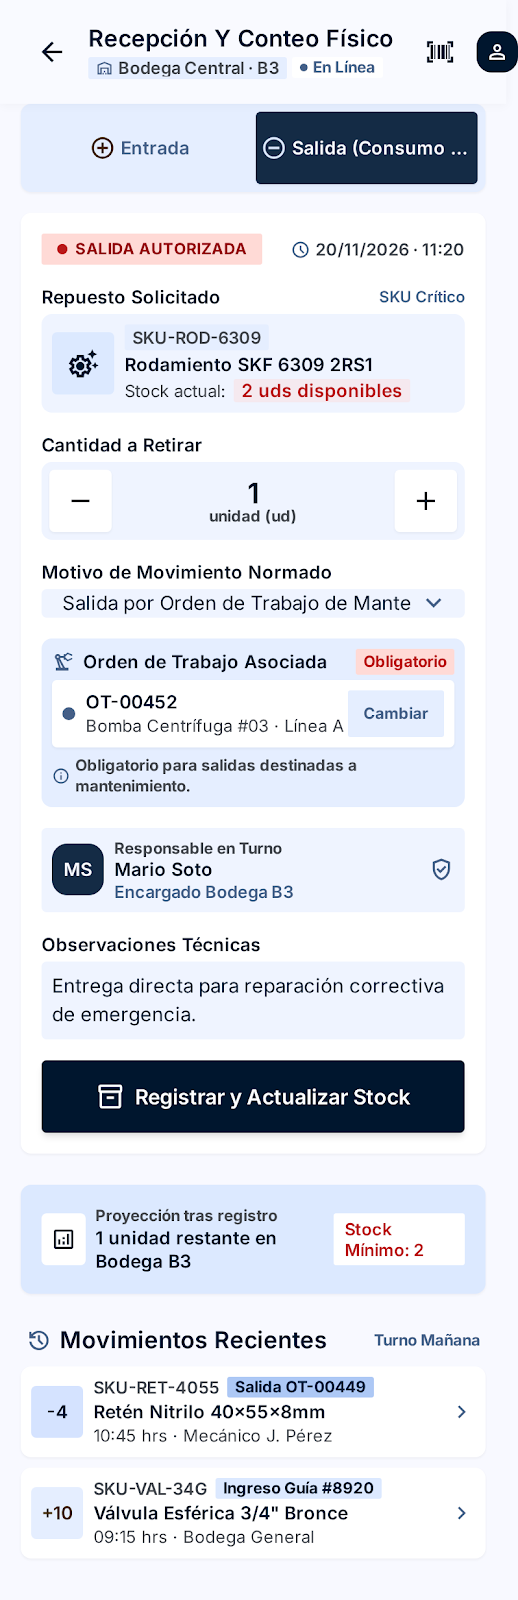 Recepción Y Conteo Físico
Bodega Central · B3
En Línea
Entrada
Salida (Consumo ...
SALIDA AUTORIZADA
20/11/2026 · 11:20
Repuesto Solicitado
SKU Crítico
SKU-ROD-6309
Rodamiento SKF 6309 2RS1
Stock actual: 2 uds disponibles
Cantidad a Retirar
1
unidad (ud)
Motivo de Movimiento Normado
Salida por Orden de Trabajo de Mante
Orden de Trabajo Asociada
Obligatorio
OT-00452
Bomba Centrífuga #03 · Línea A
Cambiar
Obligatorio para salidas destinadas a
mantenimiento.
MS
Responsable en Turno
Mario Soto
Encargado Bodega B3
Observaciones Técnicas
Entrega directa para reparación correctiva
de emergencia.
Registrar y Actualizar Stock
Proyección tras registro
1 unidad restante en
Bodega B3
Stock
Mínimo: 2
Movimientos Recientes
Turno Mañana
-4
SKU-RET-4055 Salida OT-00449
Retén Nitrilo 40×55×8mm
10:45 hrs · Mecánico J. Pérez
+10
SKU-VAL-34G Ingreso Guía #8920
Válvula Esférica 3/4" Bronce
09:15 hrs · Bodega General